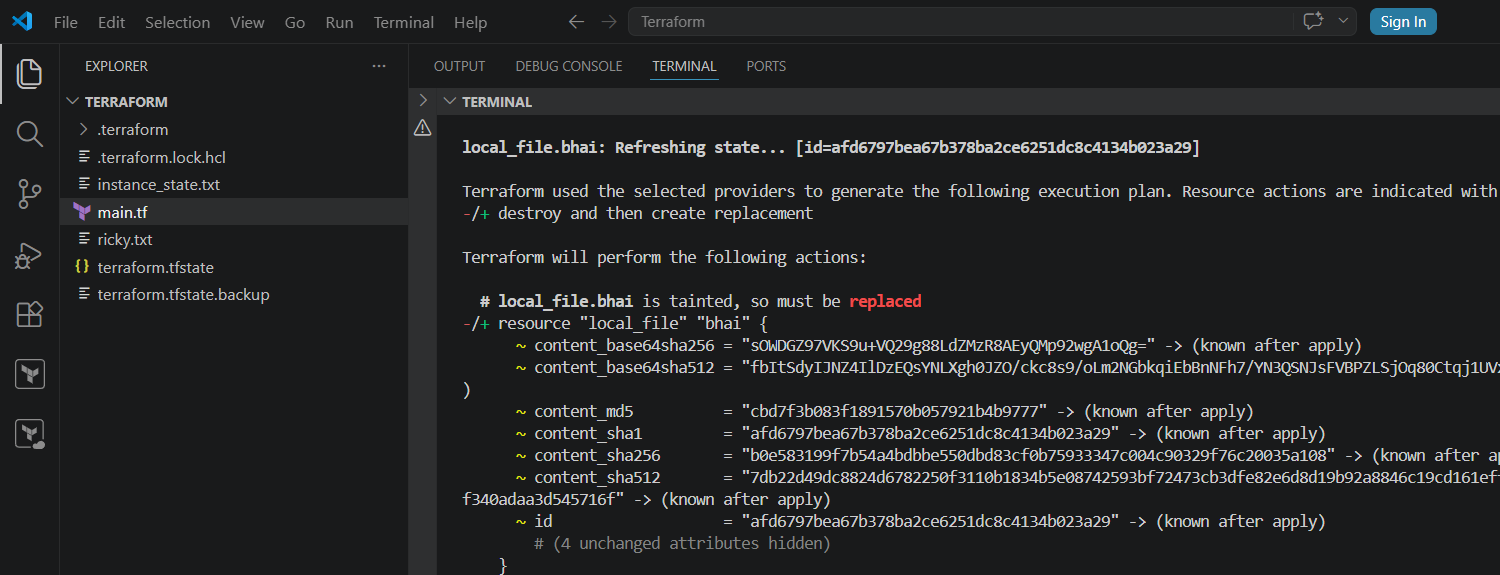 File Edit Selection View Go Run Terminal Help
Terraform
Sign In
EXPLORER
TERRAFORM
.terraform
.terraform.lock.hcl
instance_state.txt
main.tf
ricky.txt
terraform.tfstate
terraform.tfstate.backup
OUTPUT DEBUG CONSOLE TERMINAL PORTS
TERMINAL
local_file.bhai: Refreshing state... [id=afd6797bea67b378ba2ce6251dc8c4134b023a29]
Terraform used the selected providers to generate the following execution plan. Resource actions are indicated with
-/+ destroy and then create replacement
Terraform will perform the following actions:
# local_file.bhai is tainted, so must be replaced
-/+ resource "local_file" "bhai" {
~ content_base64sha256 = "sOWDGZ97VKS9u+VQ29g88LdZMzR8AEyQMp92wgA1oQg=" -> (known after apply)
~ content_base64sha512 = "fbItSdyIJNZ4IlDzEQsYNLXgh0JZO/ckc8s9/oLm2NGbkqiEbBnNFh7/YN3QSNJsFVBPZLSjOq80Ctqj1UVx
)
~ content_md5 = "cbd7f3b083f1891570b057921b4b9777" -> (known after apply)
~ content_sha1 = "afd6797bea67b378ba2ce6251dc8c4134b023a29" -> (known after apply)
~ content_sha256 = "b0e583199f7b54a4bdbbe550dbd83cf0b75933347c004c90329f76c20035a108" -> (known after ap
~ content_sha512 = "7db22d49dc8824d6782250f3110b1834b5e08742593bf72473cb3dfe82e6d8d19b92a8846c19cd161eff
f340adaa3d545716f" -> (known after apply)
~ id = "afd6797bea67b378ba2ce6251dc8c4134b023a29" -> (known after apply)
# (4 unchanged attributes hidden)
}